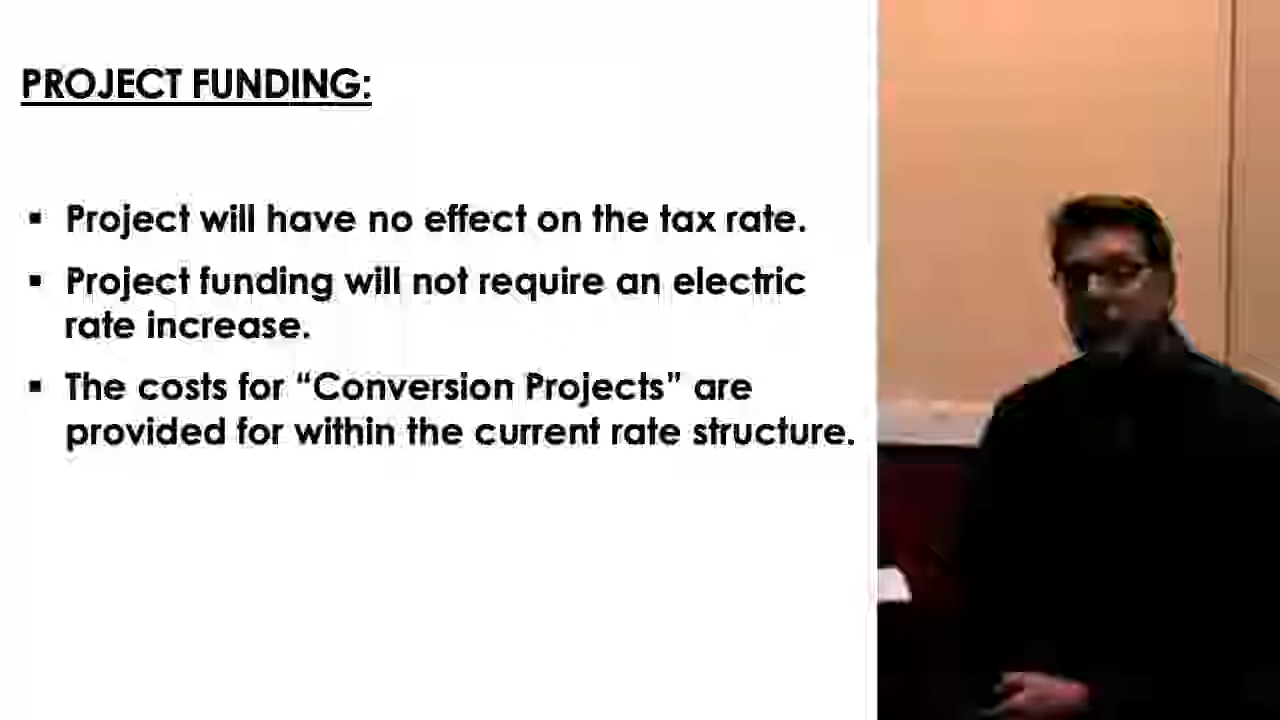 PROJECT FUNDING:
▪ Project will have no effect on the tax rate.
▪ Project funding will not require an electric
rate increase.
▪ The costs for “Conversion Projects” are
provided for within the current rate structure.